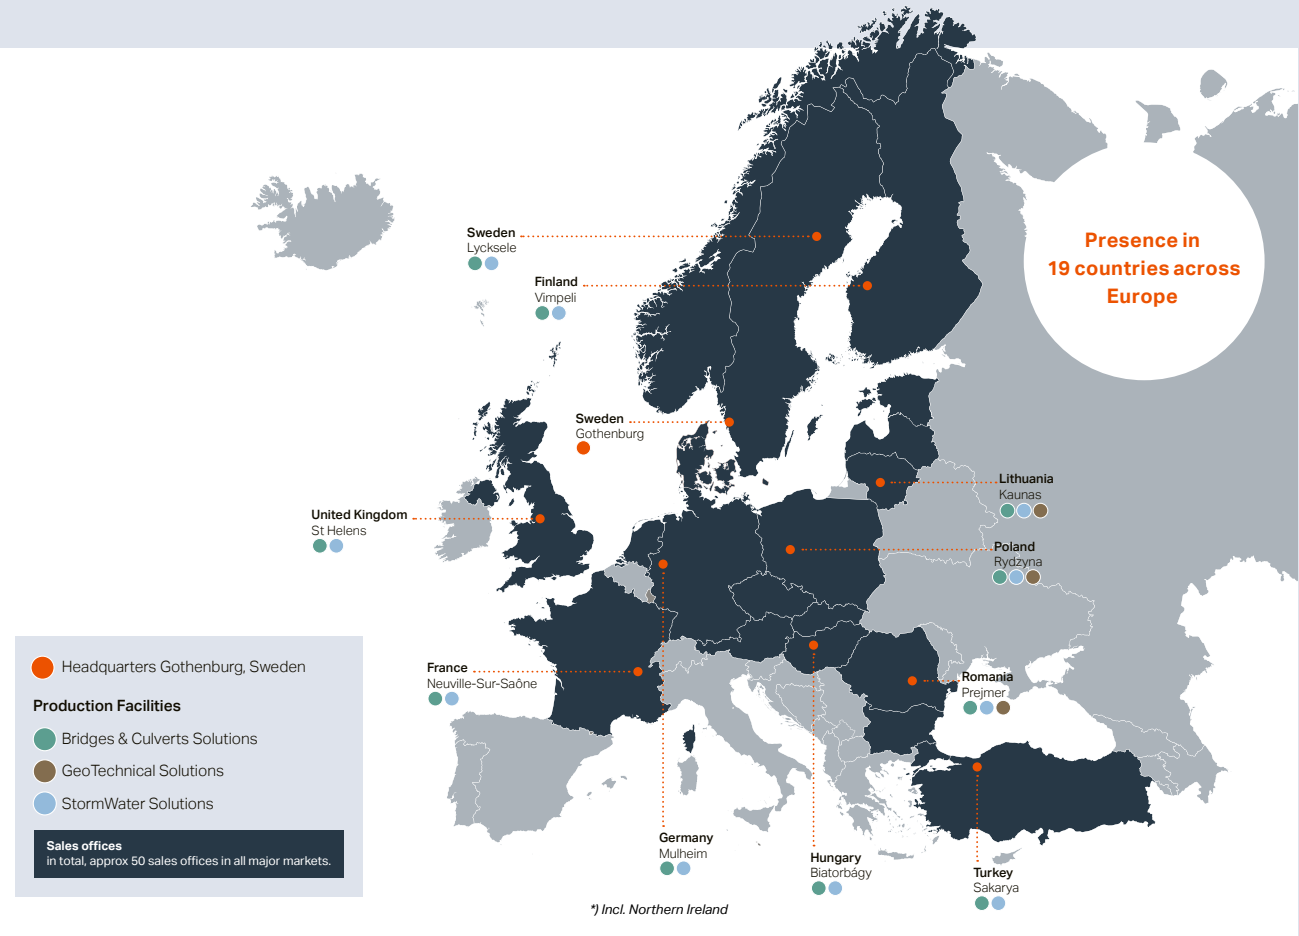 Presence in
19 countries across
Europe
Sweden
Lycksele
Finland
Vimpeli
Sweden
Gothenburg
Lithuania
Kaunas
United Kingdom
St Helens
Poland
Rydzyna
France
Neuville-Sur-Saône
Romania
Prejmer
Germany
Mulheim
Hungary
Biatorbágy
Turkey
Sakarya
Headquarters Gothenburg, Sweden
Production Facilities
Bridges & Culverts Solutions
GeoTechnical Solutions
StormWater Solutions
Sales offices
in total, approx 50 sales offices in all major markets.
*) Incl. Northern Ireland